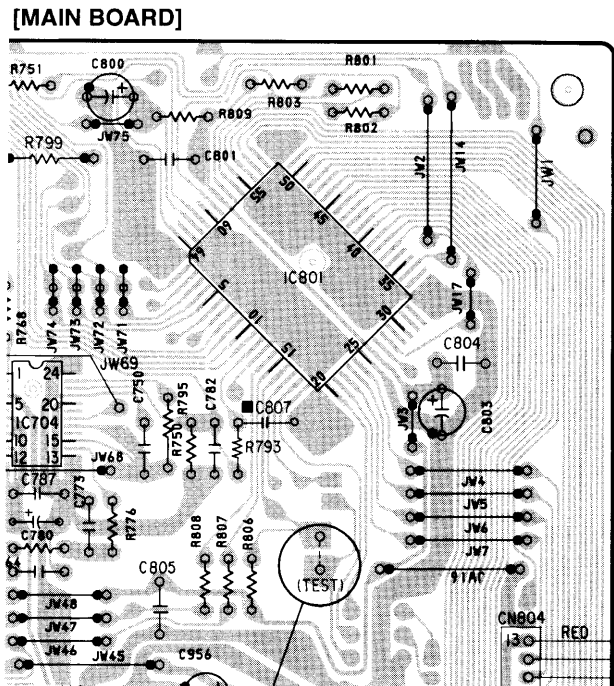 [MAIN BOARD]
R751
C800
R801
R803
R809
R802
JW75
R799
C801
JW2
JW14
JW1
55
50
60
45
64
40
IC801
35
5
30
10
JW17
15
25
20
R768
JW74
JW73
JW72
JW71
C804
JW69
1
24
C750
R795
C782
5
20
R750
C807
JW3
C803
IC704
10
15
R793
12
13
JW68
JW4
C787
C773
JW5
R776
JW6
C780
R808
R807
R806
JW7
C805
(TEST)
JW48
CN804
JW47
13
RED
JW46
JW45
C956